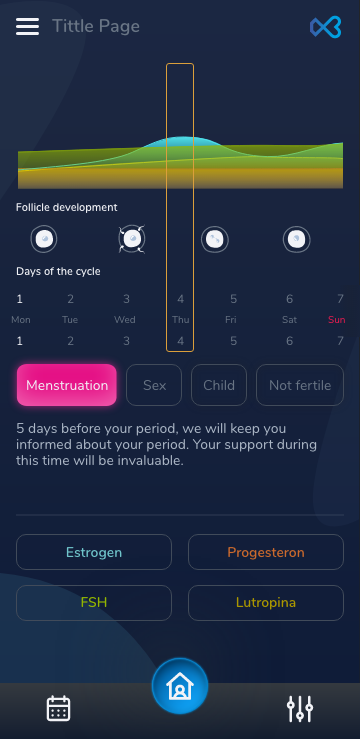 Tittle Page
Follicle development
Days of the cycle
1 2 3 4 5 6 7
Mon Tue Wed Thu Fri Sat Sun
1 2 3 4 5 6 7
Menstruation Sex Child Not fertile
5 days before your period, we will keep you
informed about your period. Your support during
this time will be invaluable.
Estrogen Progesteron
FSH Lutropina